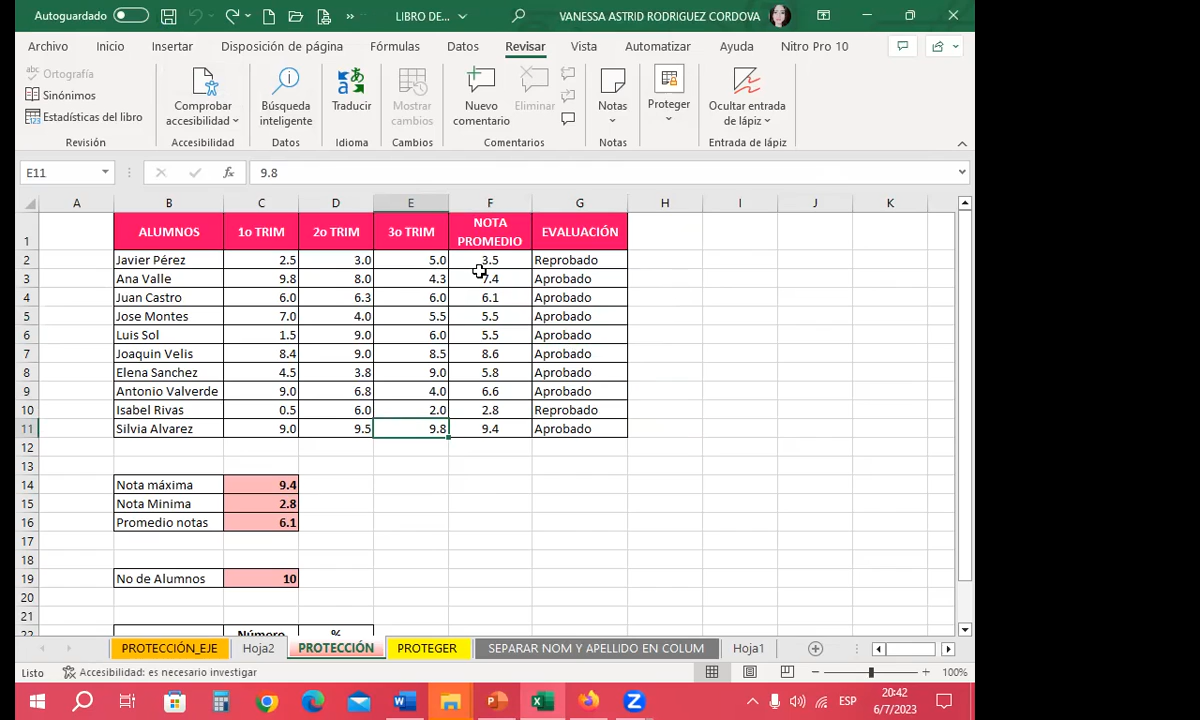 Autoguardado
LIBRO DE...
VANESSA ASTRID RODRIGUEZ CORDOVA
Archivo Inicio Insertar Disposición de página Fórmulas Datos Revisar Vista Automatizar Ayuda Nitro Pro 10
abc Ortografía
Sinónimos
123 Estadísticas del libro
Revisión
Comprobar accesibilidad
Accesibilidad
Búsqueda inteligente
Datos
Traducir
Idioma
Mostrar cambios
Cambios
Nuevo comentario
Eliminar
Comentarios
Notas
Notas
Proteger
Ocultar entrada de lápiz
Entrada de lápiz
E11 fx 9.8
A B C D E F G H I J K
1 ALUMNOS 1o TRIM 2o TRIM 3o TRIM NOTA PROMEDIO EVALUACIÓN
2 Javier Pérez 2.5 3.0 5.0 3.5 Reprobado
3 Ana Valle 9.8 8.0 4.3 7.4 Aprobado
4 Juan Castro 6.0 6.3 6.0 6.1 Aprobado
5 Jose Montes 7.0 4.0 5.5 5.5 Aprobado
6 Luis Sol 1.5 9.0 6.0 5.5 Aprobado
7 Joaquin Velis 8.4 9.0 8.5 8.6 Aprobado
8 Elena Sanchez 4.5 3.8 9.0 5.8 Aprobado
9 Antonio Valverde 9.0 6.8 4.0 6.6 Aprobado
10 Isabel Rivas 0.5 6.0 2.0 2.8 Reprobado
11 Silvia Alvarez 9.0 9.5 9.8 9.4 Aprobado
12
13
14 Nota máxima 9.4
15 Nota Minima 2.8
16 Promedio notas 6.1
17
18
19 No de Alumnos 10
20
21
22 Número %
PROTECCIÓN_EJE Hoja2 PROTECCIÓN PROTEGER SEPARAR NOM Y APELLIDO EN COLUM Hoja1
Listo Accesibilidad: es necesario investigar 100%
ESP
20:42
6/7/2023